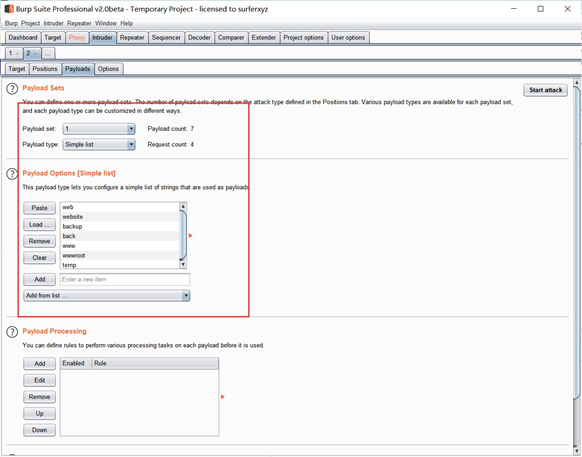 Burp Suite Professional v2.0beta - Temporary Project - licensed to surferxyz
Burp Project Intruder Repeater Window Help
Dashboard Target Proxy Intruder Repeater Sequencer Decoder Comparer Extender Project options User options
1 × 2 × ...
Target Positions Payloads Options
? Payload Sets Start attack
You can define one or more payload sets. The number of payload sets depends on the attack type defined in the Positions tab. Various payload types are available for each payload set,
and each payload type can be customized in different ways.
Payload set: 1 Payload count: 7
Payload type: Simple list Request count: 4
? Payload Options [Simple list]
This payload type lets you configure a simple list of strings that are used as payloads.
Paste web
website
Load ... backup
back
Remove www
Clear wwwroot
temp
Add Enter a new item
Add from list ...
? Payload Processing
You can define rules to perform various processing tasks on each payload before it is used.
Add Enabled Rule
Edit
Remove
Up
Down